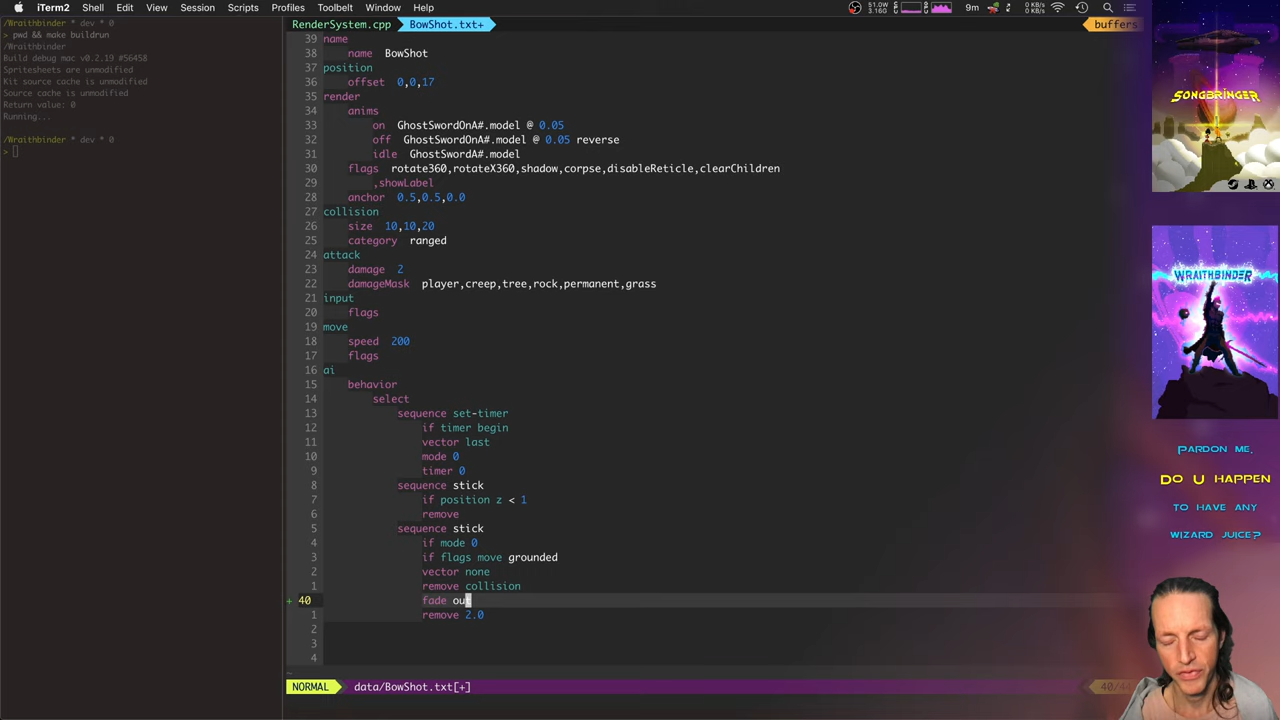 iTerm2 Shell Edit View Session Scripts Profiles Toolbelt Window Help
51.0W 3.16G 9m 0 KB/s 0 KB/s
/Wraithbinder * dev * 0
> pwd && make buildrun
/Wraithbinder
Build debug mac v0.2.19 #56458
Spritesheets are unmodified
Kit source cache is unmodified
Source cache is unmodified
Return value: 0
Running...
/Wraithbinder * dev * 0
>
RenderSystem.cpp BowShot.txt+ buffers
39 name
38 name BowShot
37 position
36 offset 0,0,17
35 render
34 anims
33 on GhostSwordOnA#.model @ 0.05
32 off GhostSwordOnA#.model @ 0.05 reverse
31 idle GhostSwordA#.model
30 flags rotate360,rotateX360,shadow,corpse,disableReticle,clearChildren
29 ,showLabel
28 anchor 0.5,0.5,0.0
27 collision
26 size 10,10,20
25 category ranged
24 attack
23 damage 2
22 damageMask player,creep,tree,rock,permanent,grass
21 input
20 flags
19 move
18 speed 200
17 flags
16 ai
15 behavior
14 select
13 sequence set-timer
12 if timer begin
11 vector last
10 mode 0
9 timer 0
8 sequence stick
7 if position z < 1
6 remove
5 sequence stick
4 if mode 0
3 if flags move grounded
2 vector none
1 remove collision
+ 40 fade out
1 remove 2.0
2
3
4
~
NORMAL data/BowShot.txt[+]
SONGBRINGER
WRAITHBINDER
PARDON ME,
DO U HAPPEN
TO HAVE ANY
WIZARD JUICE?